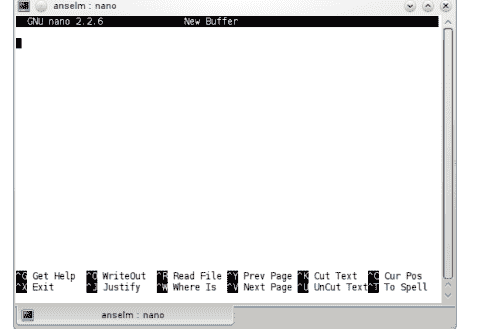 anselm : nano
GNU nano 2.2.6 New Buffer
^G Get Help ^O WriteOut ^R Read File ^Y Prev Page ^K Cut Text ^C Cur Pos
^X Exit ^J Justify ^W Where Is ^V Next Page ^U UnCut Text ^T To Spell
anselm : nano